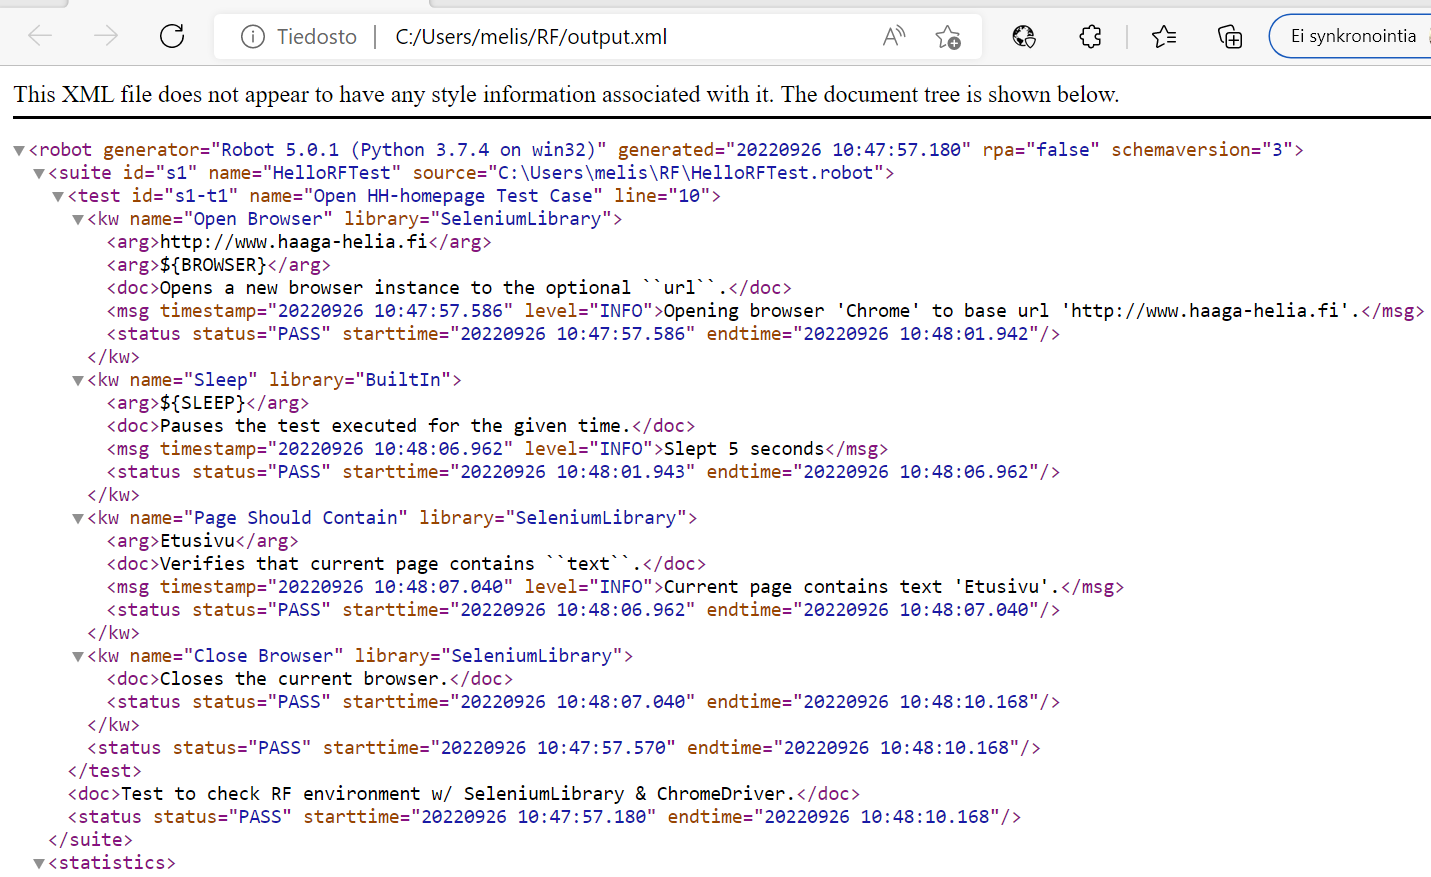 Tiedosto | C:/Users/melis/RF/output.xml
Ei synkronointia
This XML file does not appear to have any style information associated with it. The document tree is shown below.
▼<robot generator="Robot 5.0.1 (Python 3.7.4 on win32)" generated="20220926 10:47:57.180" rpa="false" schemaversion="3">
▼<suite id="s1" name="HelloRFTest" source="C:\Users\melis\RF\HelloRFTest.robot">
▼<test id="s1-t1" name="Open HH-homepage Test Case" line="10">
▼<kw name="Open Browser" library="SeleniumLibrary">
<arg>http://www.haaga-helia.fi</arg>
<arg>${BROWSER}</arg>
<doc>Opens a new browser instance to the optional ``url``.</doc>
<msg timestamp="20220926 10:47:57.586" level="INFO">Opening browser 'Chrome' to base url 'http://www.haaga-helia.fi'.</msg>
<status status="PASS" starttime="20220926 10:47:57.586" endtime="20220926 10:48:01.942"/>
</kw>
▼<kw name="Sleep" library="BuiltIn">
<arg>${SLEEP}</arg>
<doc>Pauses the test executed for the given time.</doc>
<msg timestamp="20220926 10:48:06.962" level="INFO">Slept 5 seconds</msg>
<status status="PASS" starttime="20220926 10:48:01.943" endtime="20220926 10:48:06.962"/>
</kw>
▼<kw name="Page Should Contain" library="SeleniumLibrary">
<arg>Etusivu</arg>
<doc>Verifies that current page contains ``text``.</doc>
<msg timestamp="20220926 10:48:07.040" level="INFO">Current page contains text 'Etusivu'.</msg>
<status status="PASS" starttime="20220926 10:48:06.962" endtime="20220926 10:48:07.040"/>
</kw>
▼<kw name="Close Browser" library="SeleniumLibrary">
<doc>Closes the current browser.</doc>
<status status="PASS" starttime="20220926 10:48:07.040" endtime="20220926 10:48:10.168"/>
</kw>
<status status="PASS" starttime="20220926 10:47:57.570" endtime="20220926 10:48:10.168"/>
</test>
<doc>Test to check RF environment w/ SeleniumLibrary & ChromeDriver.</doc>
<status status="PASS" starttime="20220926 10:47:57.180" endtime="20220926 10:48:10.168"/>
</suite>
▼<statistics>